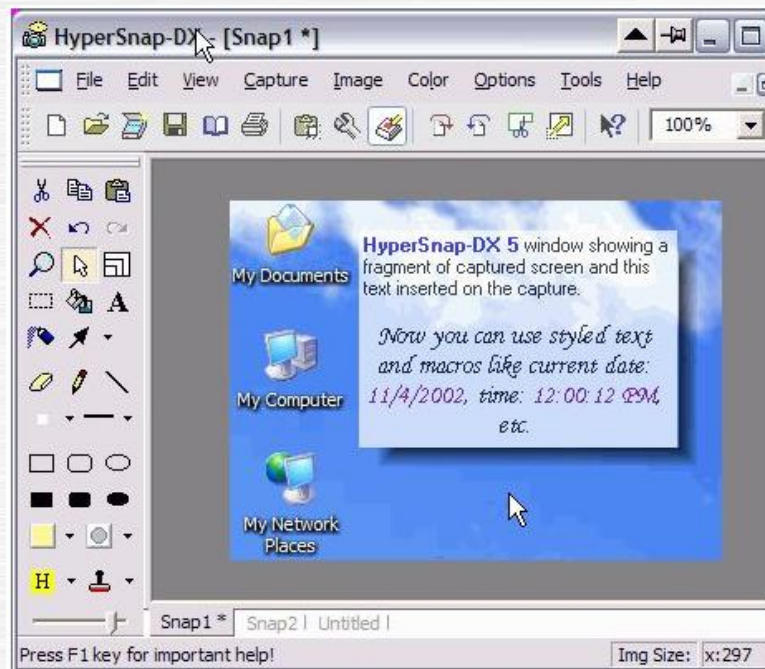 HyperSnap-DX - [Snap1 *]
File Edit View Capture Image Color Options Tools Help
100%
My Documents
HyperSnap-DX 5 window showing a
fragment of captured screen and this
text inserted on the capture.
Now you can use styled text
and macros like current date:
11/4/2002, time: 12:00:12 PM,
etc.
My Computer
My Network
Places
A
H
Snap1 * Snap2 | Untitled |
Press F1 key for important help! Img Size: x:297